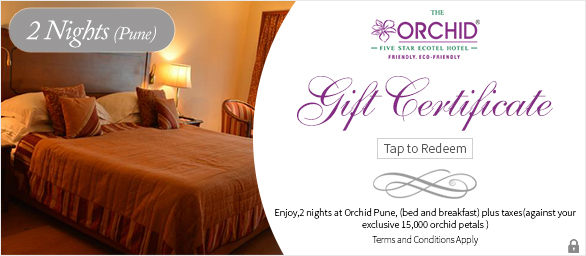 2 Nights (Pune)
THE
ORCHID®
FIVE STAR ECOTEL HOTEL
FRIENDLY. ECO-FRIENDLY
Gift Certificate
Tap to Redeem
Enjoy,2 nights at Orchid Pune, (bed and breakfast) plus taxes(against your
exclusive 15,000 orchid petals )
Terms and Conditions Apply